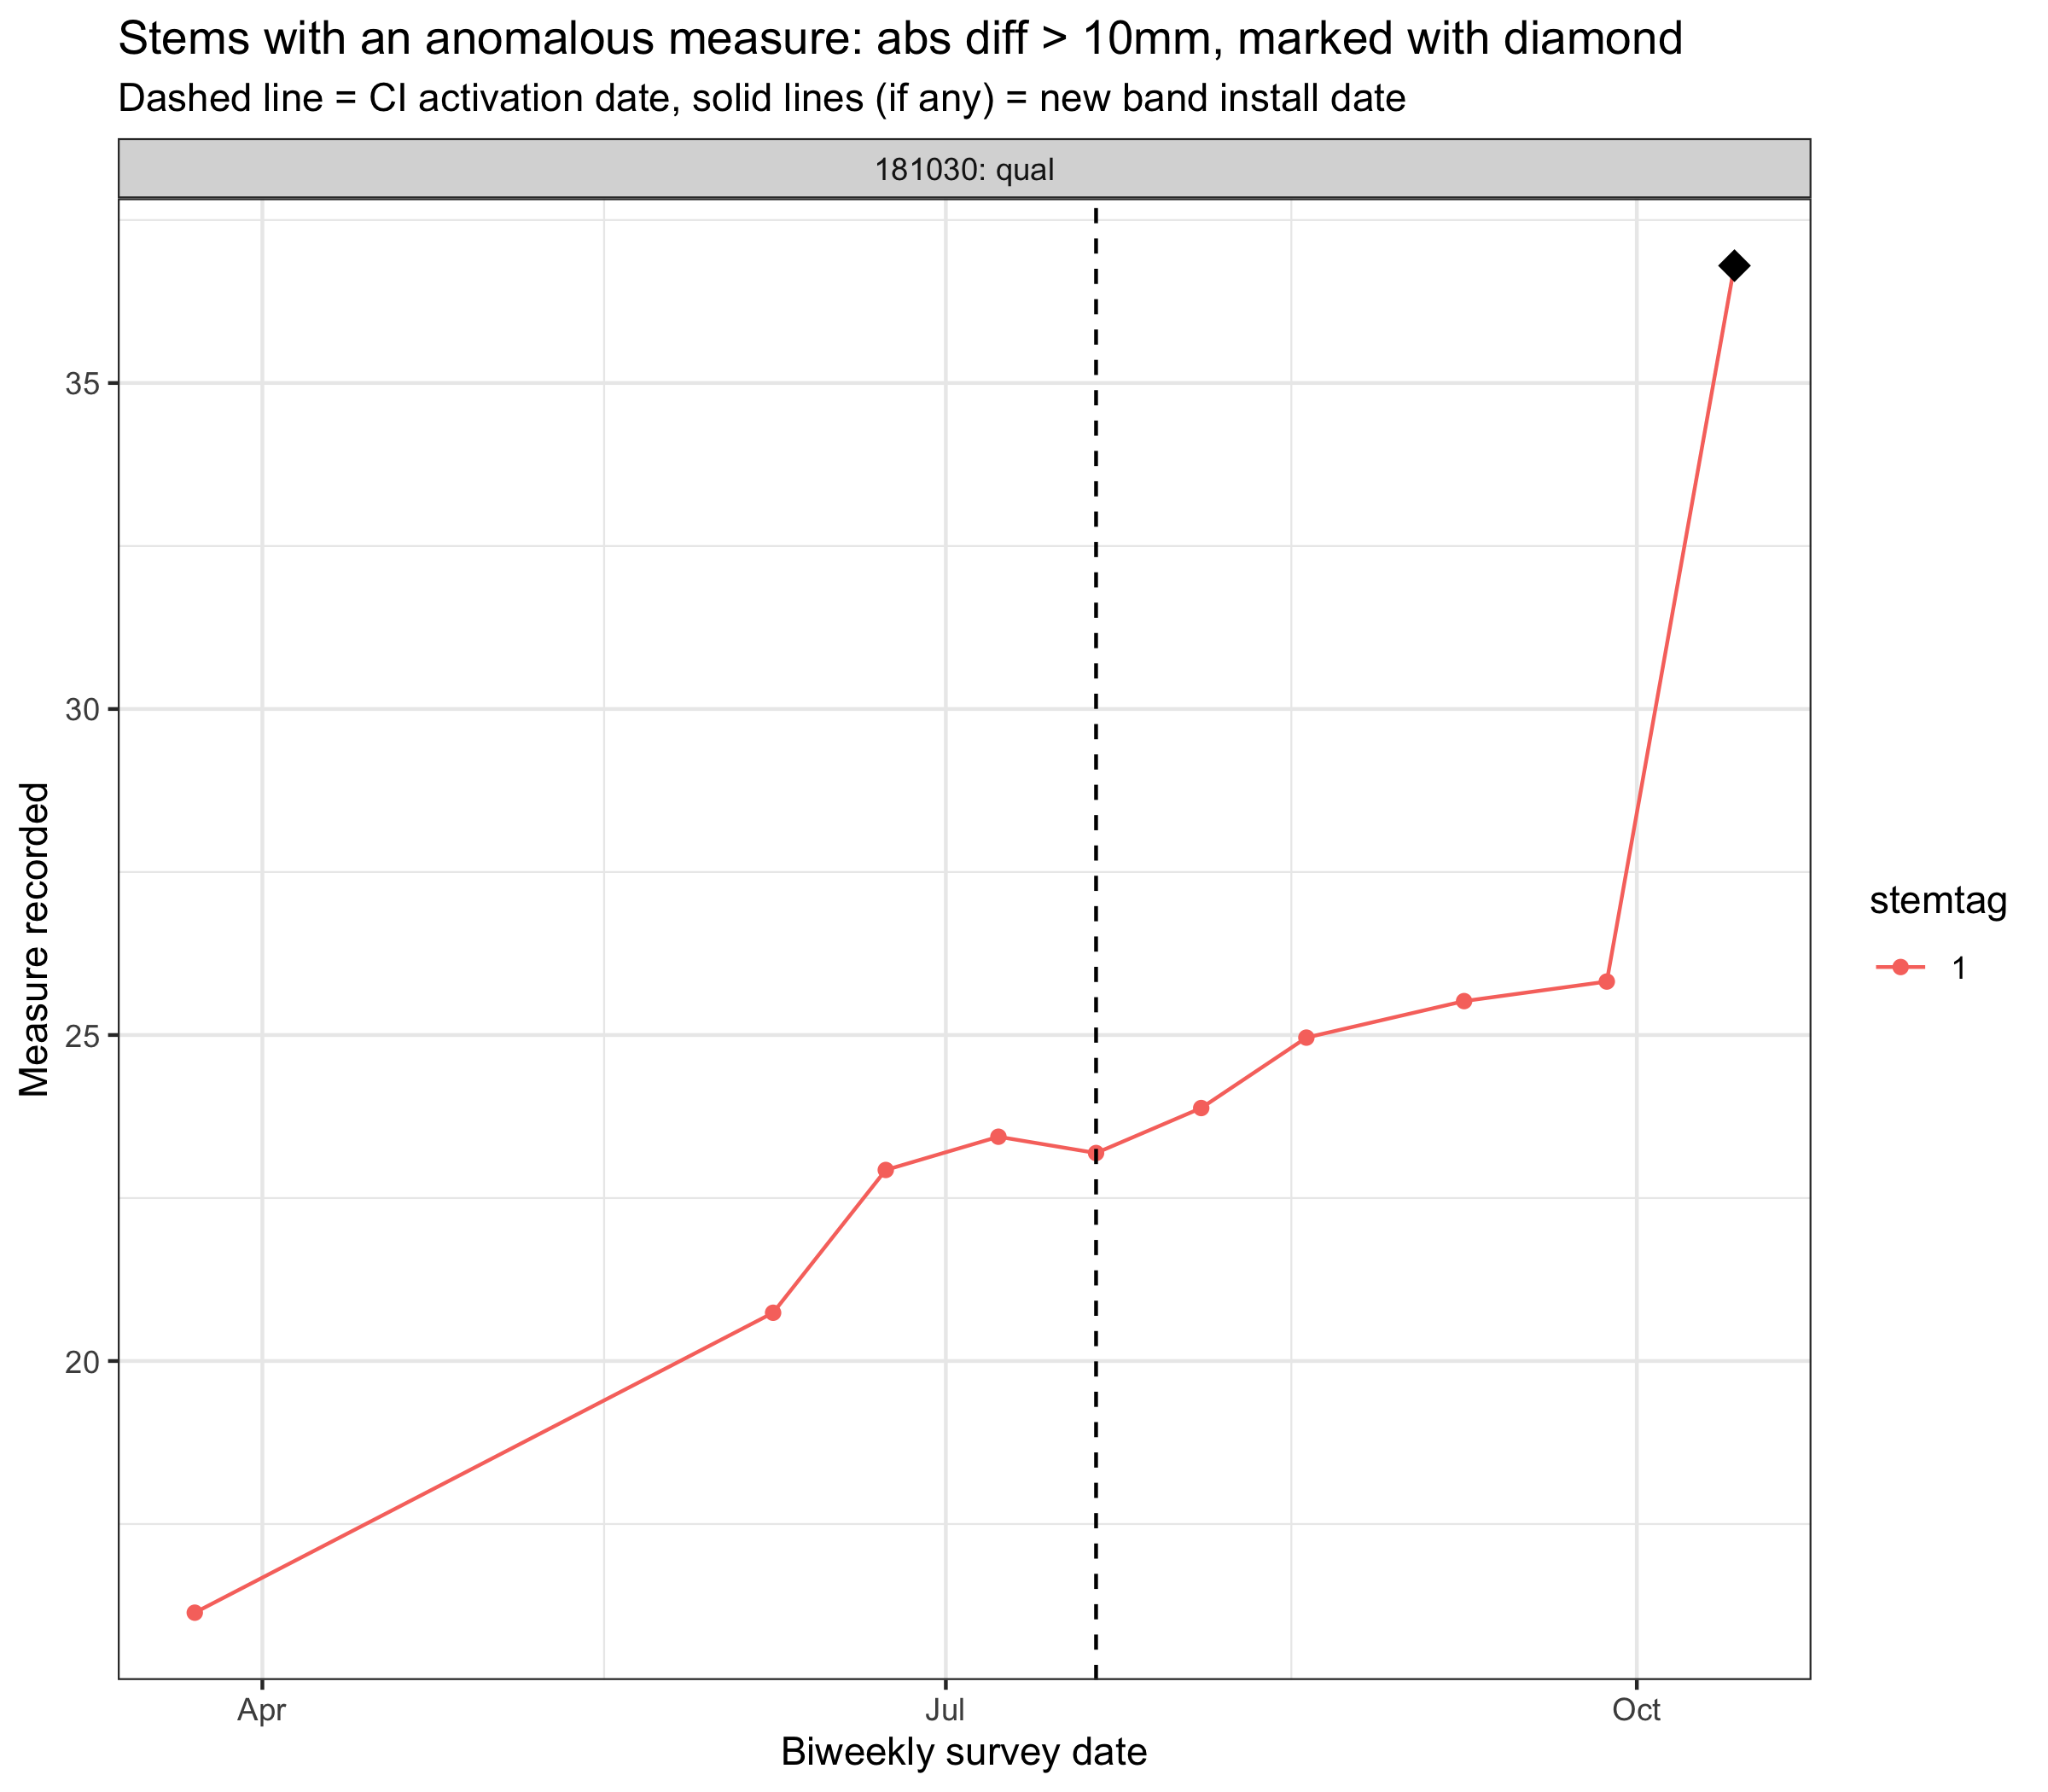 Stems with an anomalous measure: abs diff > 10mm, marked with diamond
Dashed line = CI activation date, solid lines (if any) = new band install date
181030: qual
Measure recorded
35
30
25
20
Apr
Jul
Oct
Biweekly survey date
stemtag
1